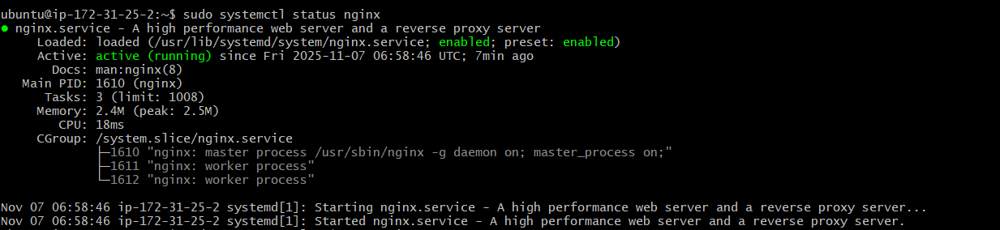 ubuntu@ip-172-31-25-2:~$ sudo systemctl status nginx
● nginx.service - A high performance web server and a reverse proxy server
     Loaded: loaded (/usr/lib/systemd/system/nginx.service; enabled; preset: enabled)
     Active: active (running) since Fri 2025-11-07 06:58:46 UTC; 7min ago
       Docs: man:nginx(8)
   Main PID: 1610 (nginx)
      Tasks: 3 (limit: 1008)
     Memory: 2.4M (peak: 2.5M)
        CPU: 18ms
     CGroup: /system.slice/nginx.service
             ├─1610 "nginx: master process /usr/sbin/nginx -g daemon on; master_process on;"
             ├─1611 "nginx: worker process"
             └─1612 "nginx: worker process"

Nov 07 06:58:46 ip-172-31-25-2 systemd[1]: Starting nginx.service - A high performance web server and a reverse proxy server...
Nov 07 06:58:46 ip-172-31-25-2 systemd[1]: Started nginx.service - A high performance web server and a reverse proxy server.